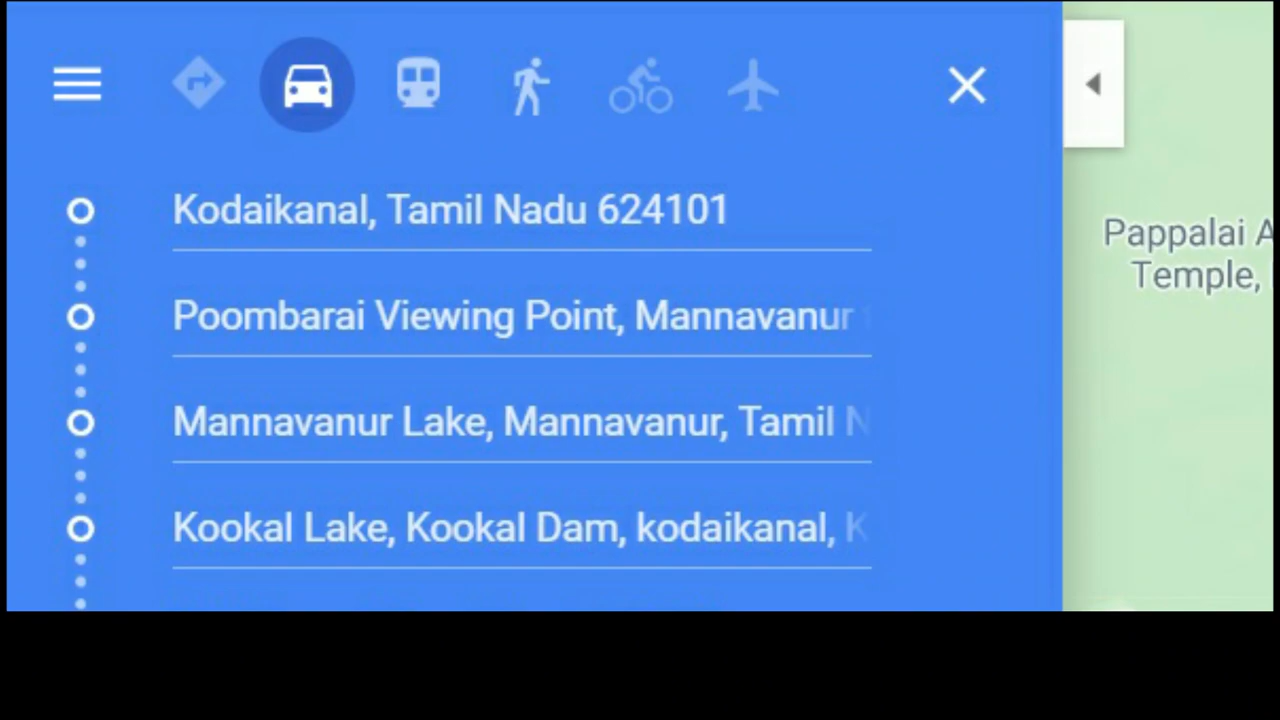 Kodaikanal, Tamil Nadu 624101
Poombarai Viewing Point, Mannavanur
Mannavanur Lake, Mannavanur, Tamil N
Kookal Lake, Kookal Dam, kodaikanal, K
Pappalai A
Temple,